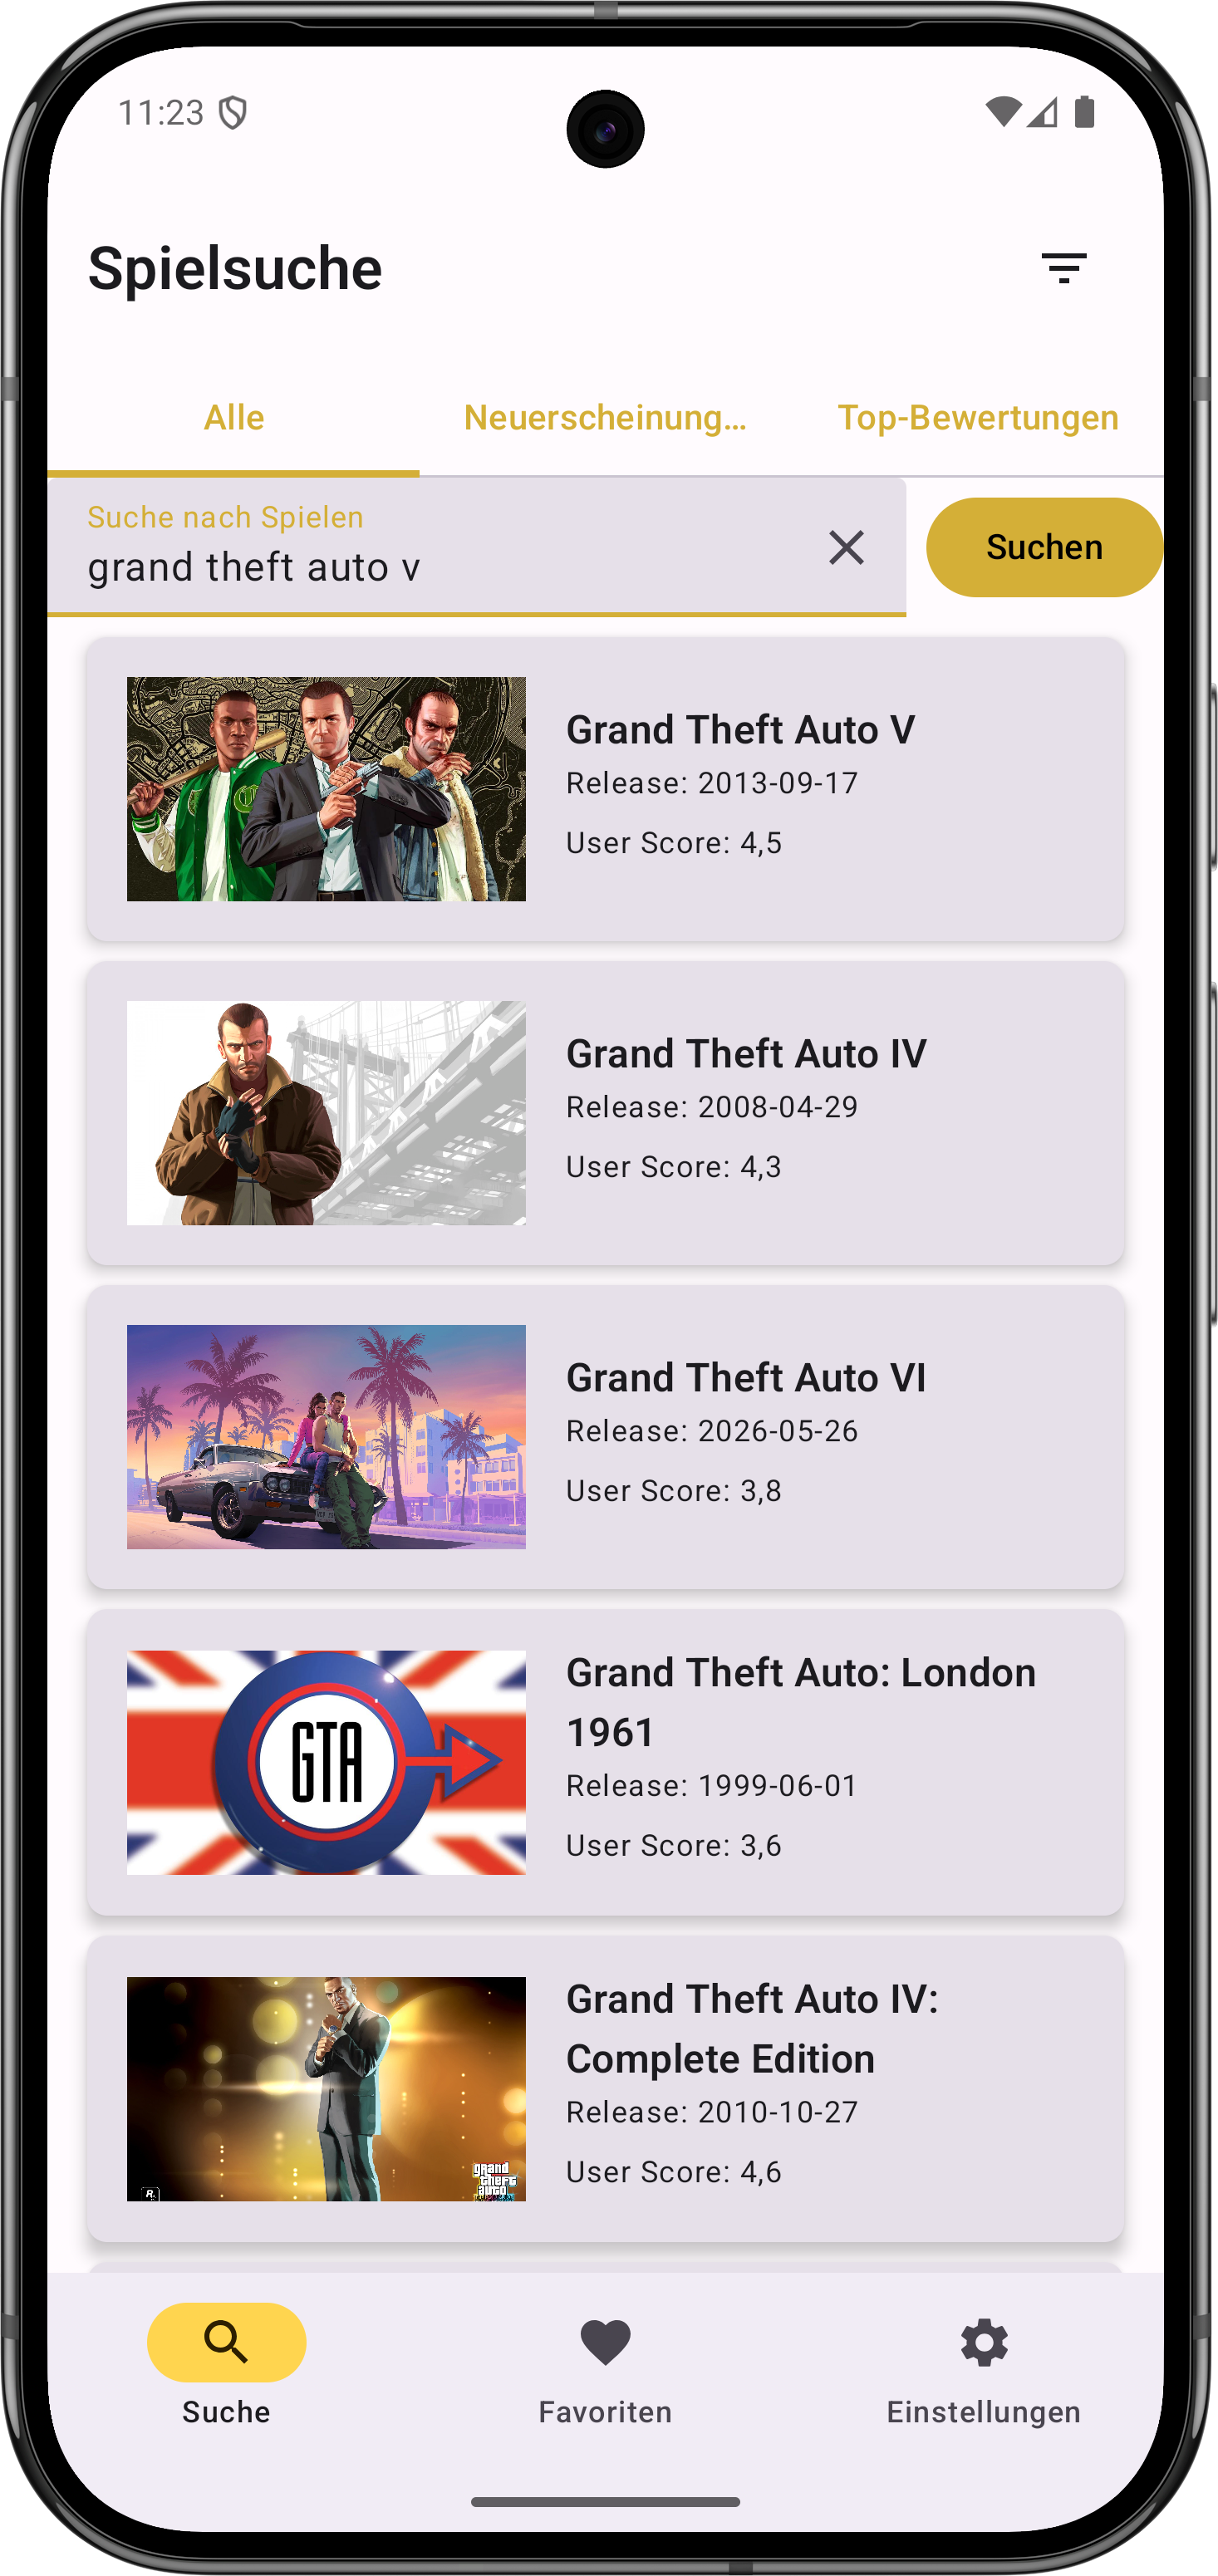 11:23
Spielsuche
Alle
Neuerscheinung…
Top-Bewertungen
Suche nach Spielen
grand theft auto v
Suchen
Grand Theft Auto V
Release: 2013-09-17
User Score: 4,5
Grand Theft Auto IV
Release: 2008-04-29
User Score: 4,3
Grand Theft Auto VI
Release: 2026-05-26
User Score: 3,8
GTA
Grand Theft Auto: London
1961
Release: 1999-06-01
User Score: 3,6
R
grand
theft
auto
Grand Theft Auto IV:
Complete Edition
Release: 2010-10-27
User Score: 4,6
Suche
Favoriten
Einstellungen